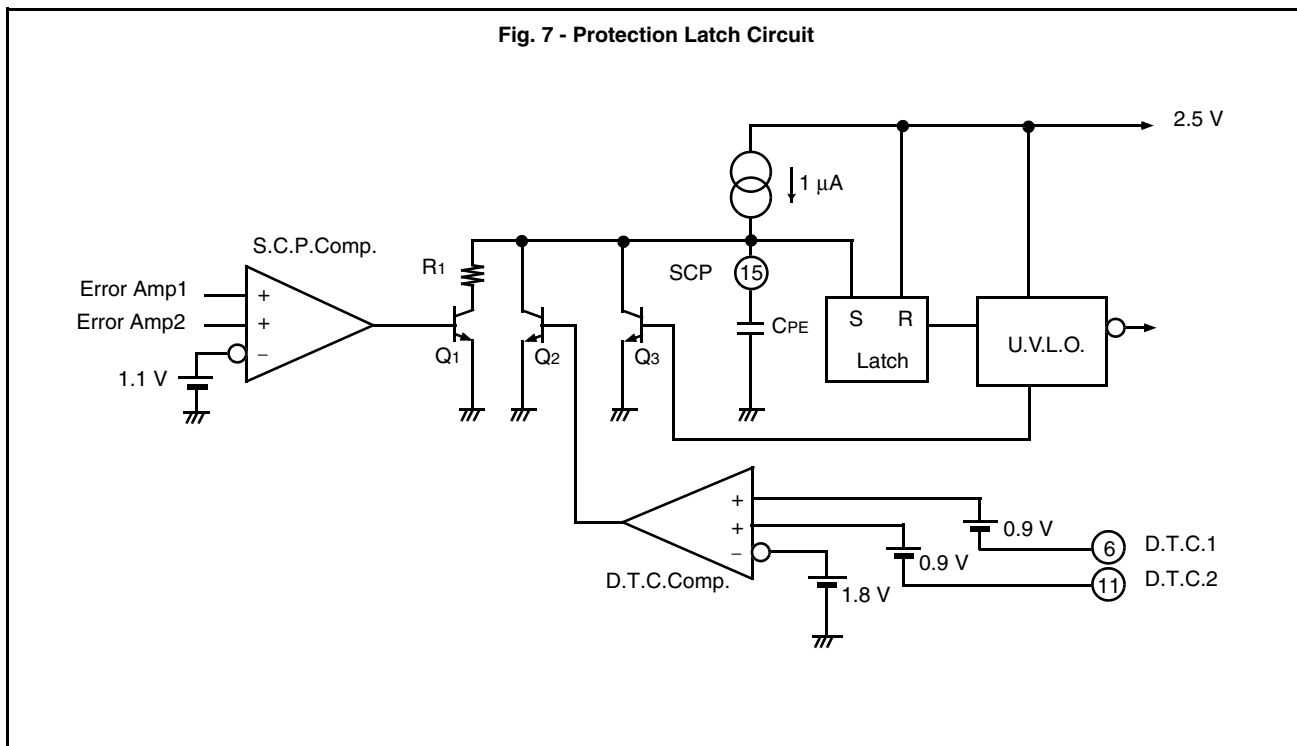 Fig. 7 - Protection Latch Circuit
2.5 V
1 μA
S.C.P.Comp.
R1
SCP
15
Error Amp1
+
Error Amp2
+
−
S R
CPE
U.V.L.O.
Q1
Q2
Q3
Latch
1.1 V
+
+
−
0.9 V
6
D.T.C.1
0.9 V
11
D.T.C.2
D.T.C.Comp.
1.8 V